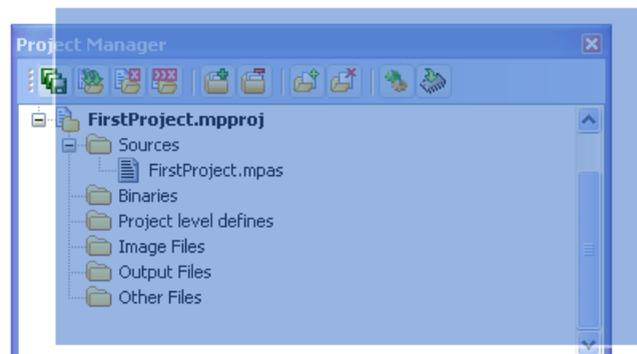 Project Manager
FirstProject.mpproj
Sources
FirstProject.mpas
Binaries
Project level defines
Image Files
Output Files
Other Files